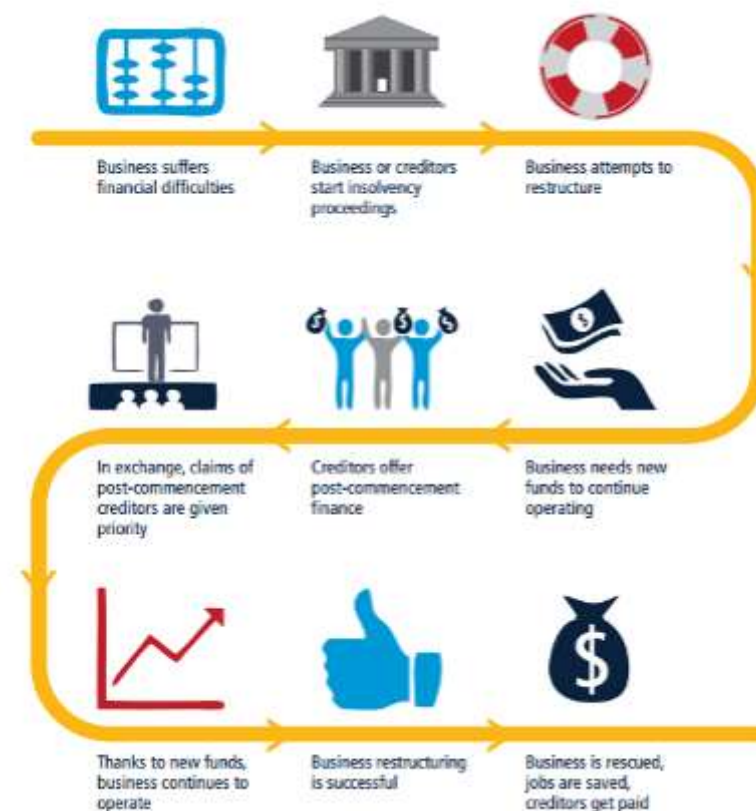 Business suffers
financial difficulties
Business or creditors
start insolvency
proceedings
Business attempts to
restructure
Business needs new
funds to continue
operating
Creditors offer
post-commencement
finance
In exchange, claims of
post-commencement
creditors are given
priority
Thanks to new funds,
business continues to
operate
Business restructuring
is successful
Business is rescued,
jobs are saved,
creditors get paid